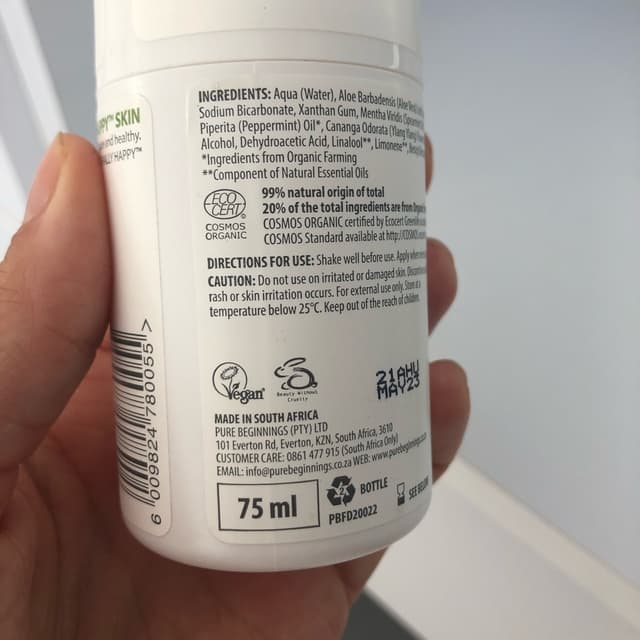 PY™ SKIN
and healthy.
ALLY HAPPY™
INGREDIENTS: Aqua (Water), Aloe Barbadensis (Aloe
Sodium Bicarbonate, Xanthan Gum, Mentha Viridis
Piperita (Peppermint) Oil*, Cananga Odorata (Ylang
Alcohol, Dehydroacetic Acid, Linalool**, Limonene**,
*Ingredients from Organic Farming
**Component of Natural Essential Oils
ECO
CERT
COSMOS
ORGANIC
99% natural origin of total
20% of the total ingredients are from
COSMOS ORGANIC certified by Ecocert
COSMOS Standard available at
DIRECTIONS FOR USE: Shake well before use. Apply
CAUTION: Do not use on irritated or damaged skin.
rash or skin irritation occurs. For external use only. Store at
temperature below 25°C. Keep out of the reach of children.
Vegan
Beauty Without
Cruelty
21AHU
MAY23
MADE IN SOUTH AFRICA
PURE BEGINNINGS (PTY) LTD
101 Everton Rd, Everton, KZN, South Africa, 3610
CUSTOMER CARE: 0861 477 915 (South Africa Only)
EMAIL: info@purebeginnings.co.za WEB:
75 ml
2
BOTTLE
PBFD20022
SEE BELOW
6 009824 780055 >